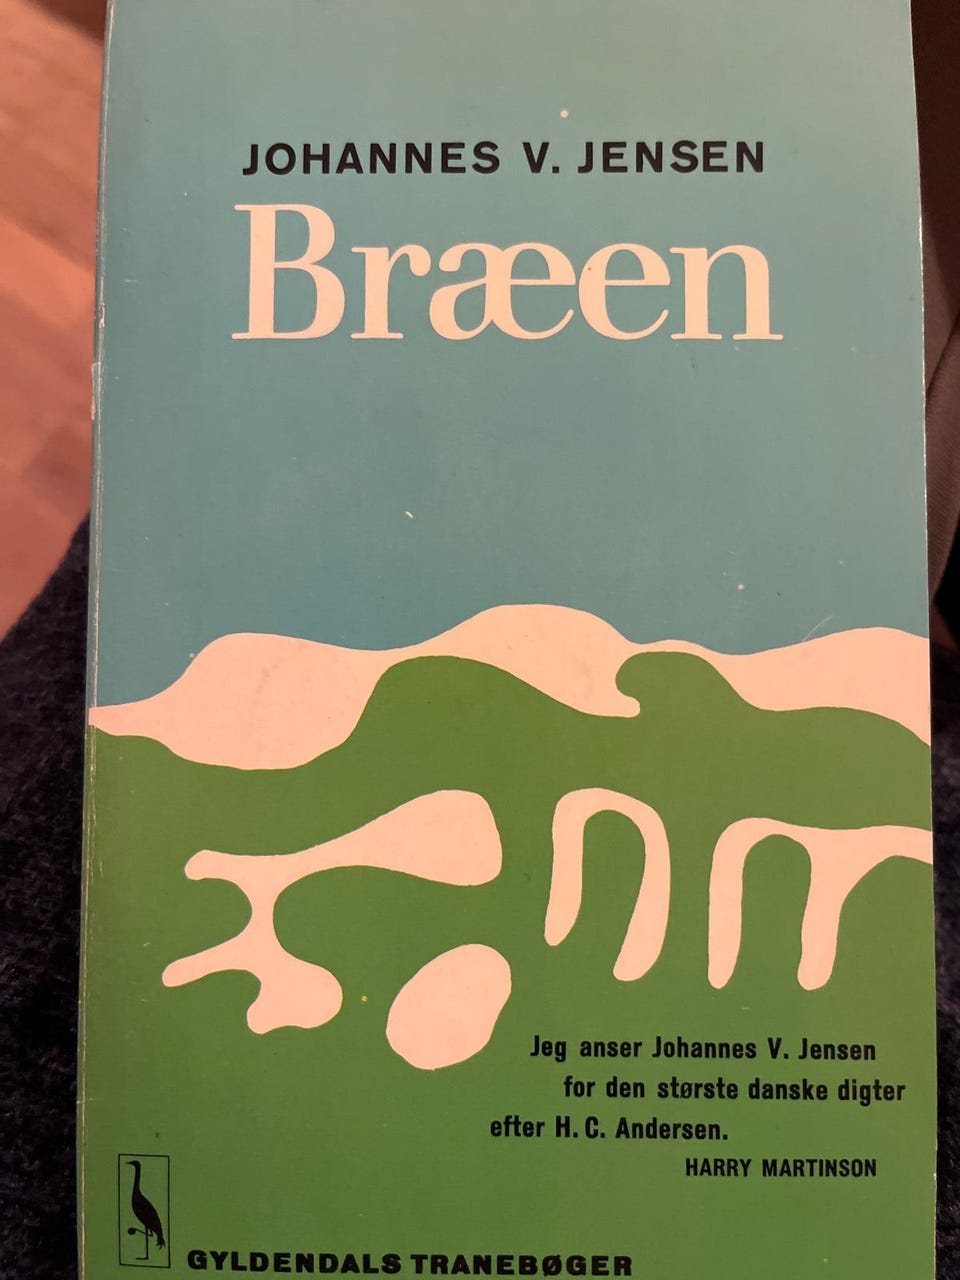 JOHANNES V. JENSEN
Bræen
Jeg anser Johannes V. Jensen
for den største danske digter
efter H. C. Andersen.
HARRY MARTINSON
GYLDENDALS TRANEBØGER